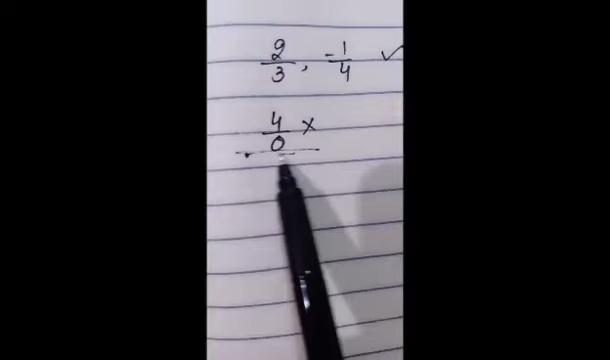 2/3, -1/4 ✓
4/0 ×